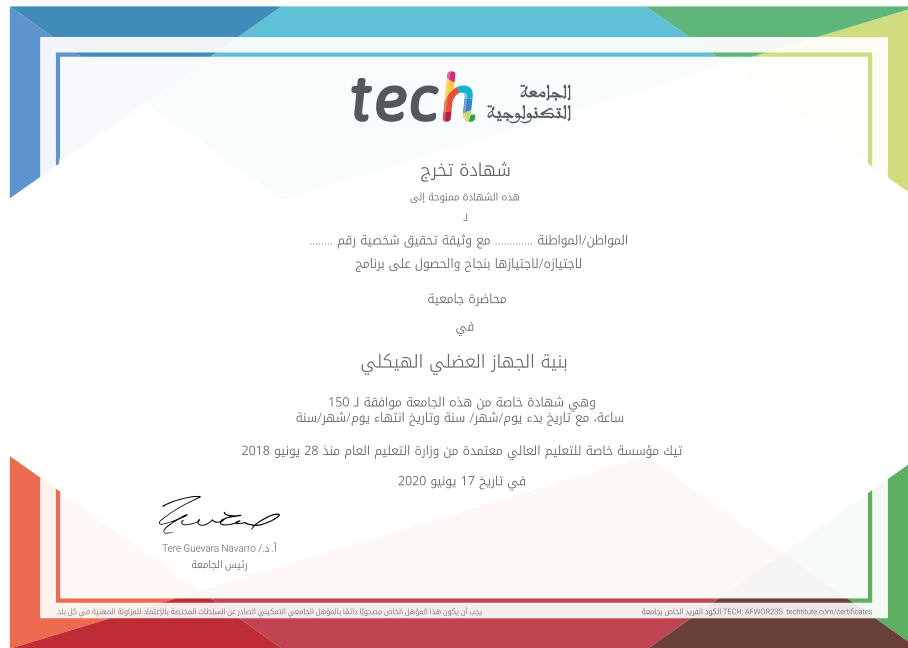 tech الجامعة
التكنولوجية
شهادة تخرج
هذه الشهادة ممنوحة إلى
لـ
المواطن/المواطنة ............. مع وثيقة تحقيق شخصية رقم ........
لاجتيازه/لاجتيازها بنجاح والحصول على برنامج
محاضرة جامعية
في
بنية الجهاز العضلي الهيكلي
وهي شهادة خاصة من هذه الجامعة موافقة لـ 150
ساعة، مع تاريخ بدء يوم/شهر/ سنة وتاريخ انتهاء يوم/شهر/سنة
تيك مؤسسة خاصة للتعليم العالي معتمدة من وزارة التعليم العام منذ 28 يونيو 2018
في تاريخ 17 يونيو 2020
أ. د./ Tere Guevara Navarro
رئيس الجامعة
الكود الفريد الخاص بجامعة TECH: AFWOR23S techtitute.com/certificates
يجب أن يكون هذا المؤهل الخاص مصحوبًا دائمًا بالمؤهل الجامعي التمكيني الصادر عن السلطات المختصة بالإعتماد للمزاولة المهنية في كل بلد.